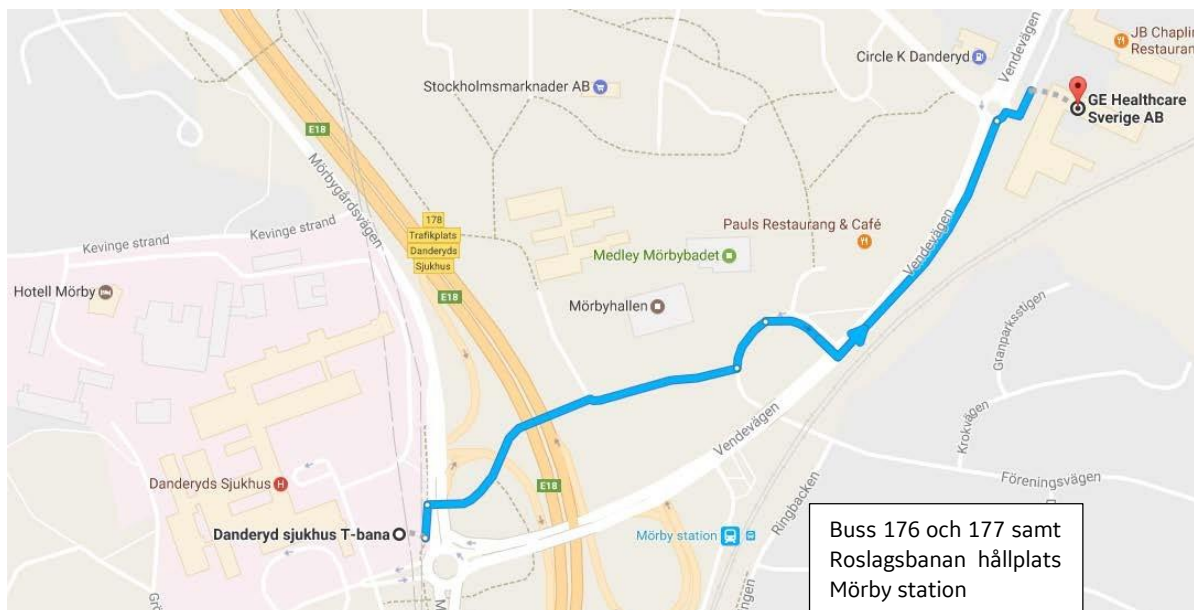 JB Chaplin
Restaurant
Circle K Danderyd
Vendevägen
Stockholmsmarknader AB
GE Healthcare
Sverige AB
E18
Mörbygårdsvägen
178
Trafikplats
Danderyds
Sjukhus
Pauls Restaurang & Café
Vendevägen
Kevinge strand
Kevinge strand
Medley Mörbybadet
Hotell Mörby
E18
Mörbyhallen
Granparksstigen
Krokvägen
Vendevägen
Föreningsvägen
Danderyds Sjukhus
H
E18
Ringbacken
Danderyd sjukhus T-bana
Mörby station
Buss 176 och 177 samt
Roslagsbanan hållplats
Mörby station